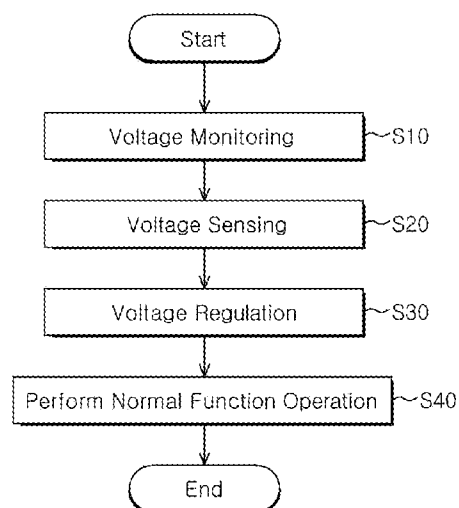 Start
Voltage Monitoring S10
Voltage Sensing S20
Voltage Regulation S30
Perform Normal Function Operation S40
End